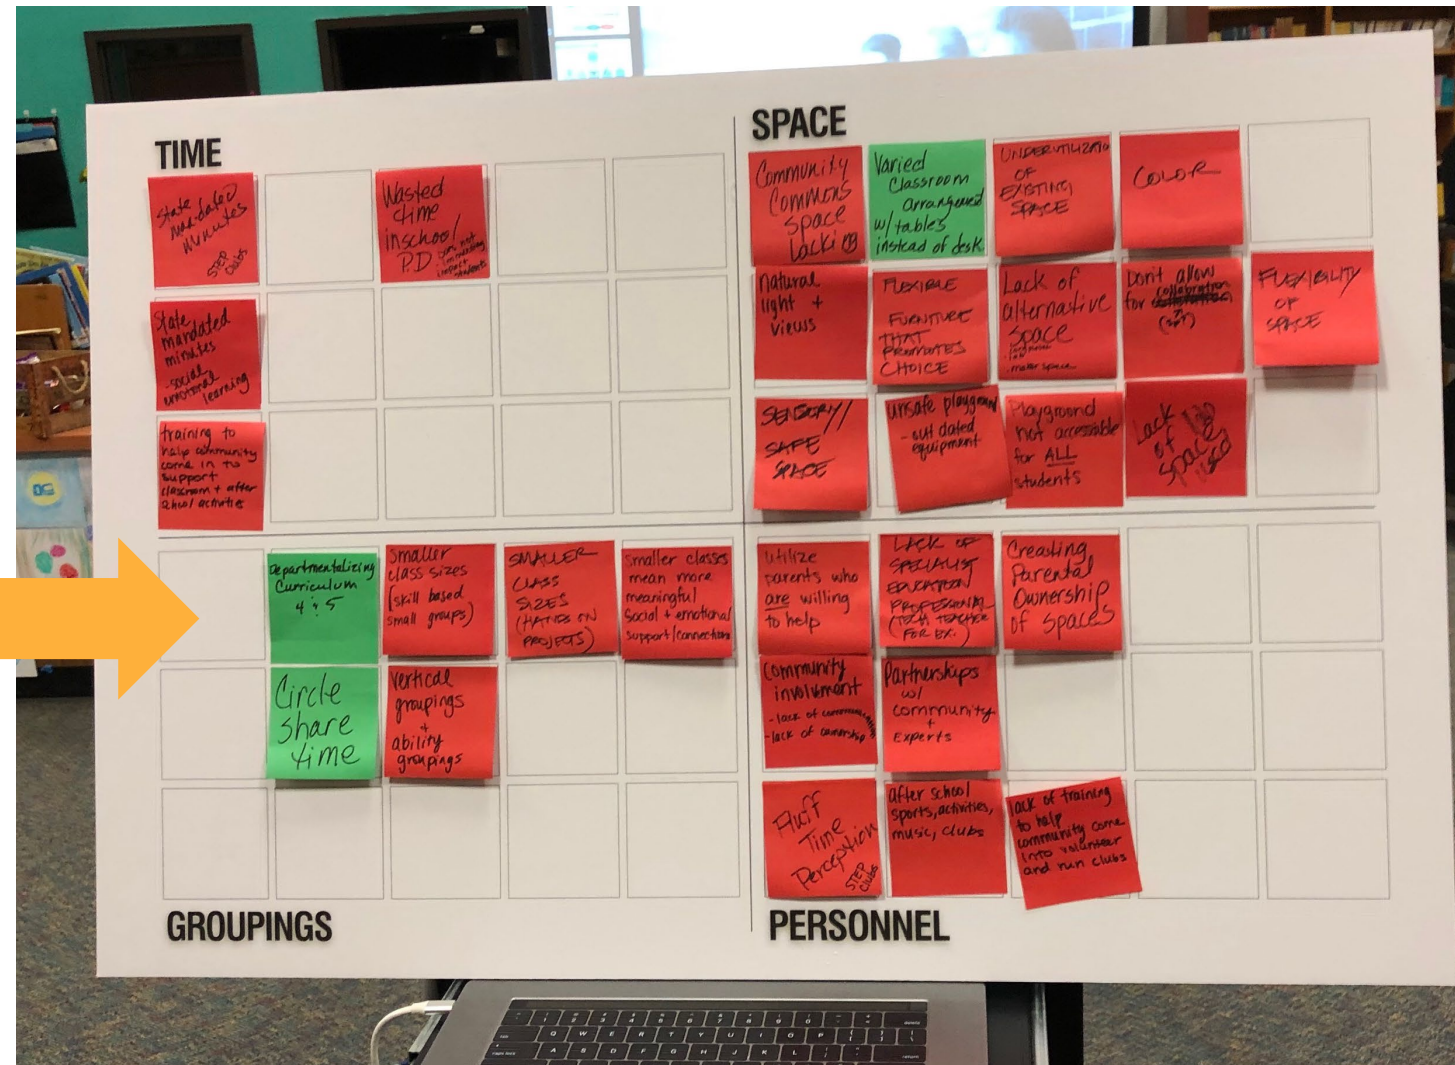 TIME
State
Mandated
Minutes
STEP
Clubs
Wasted
time
in school
P.D
State
mandated
minutes
-social
emotional
learning
training to
help community
come in to
support
classroom + after
school activities
SPACE
Community
Commons
Space
Lacking
Varied
Classroom
arrangement
w/ tables
instead of desk
UNDERUTILIZATION
OF
EXISTING
SPACE
COLOR
Natural
light +
views
FLEXIBLE
FURNITURE
THAT
PROMOTES
CHOICE
Lack of
alternative
space
- maker space
Don't allow
for collaboration
FLEXIBILITY
OF
SPACE
SENSORY/
SAFE
SPACE
unsafe playground
- out dated
equipment
Playground
not accessible
for ALL
students
Lack
of
Space
used
Departmentalizing
Curriculum
4 & 5
Smaller
class sizes
(skill based
small groups)
SMALLER
CLASS
SIZES
(HANDS ON
PROJECTS)
Smaller classes
mean more
meaningful
Social + emotional
support/connections
Circle
Share
time
vertical
groupings
+
ability
groupings
GROUPINGS
utilize
parents who
are willing
to help
LACK OF
SPECIALIST
EDUCATION
PROFESSIONAL
(TECH TEACHER
FOR EX.)
Creating
Parental
Ownership
of Spaces
Community
involvment
- lack of communication
- lack of ownership
Partnerships
w/
community
+
Experts
Fluff
Time
Perception
STEP
Clubs
after school
sports, activities,
music, clubs
lack of training
to help
community come
into volunteer
and run clubs
PERSONNEL